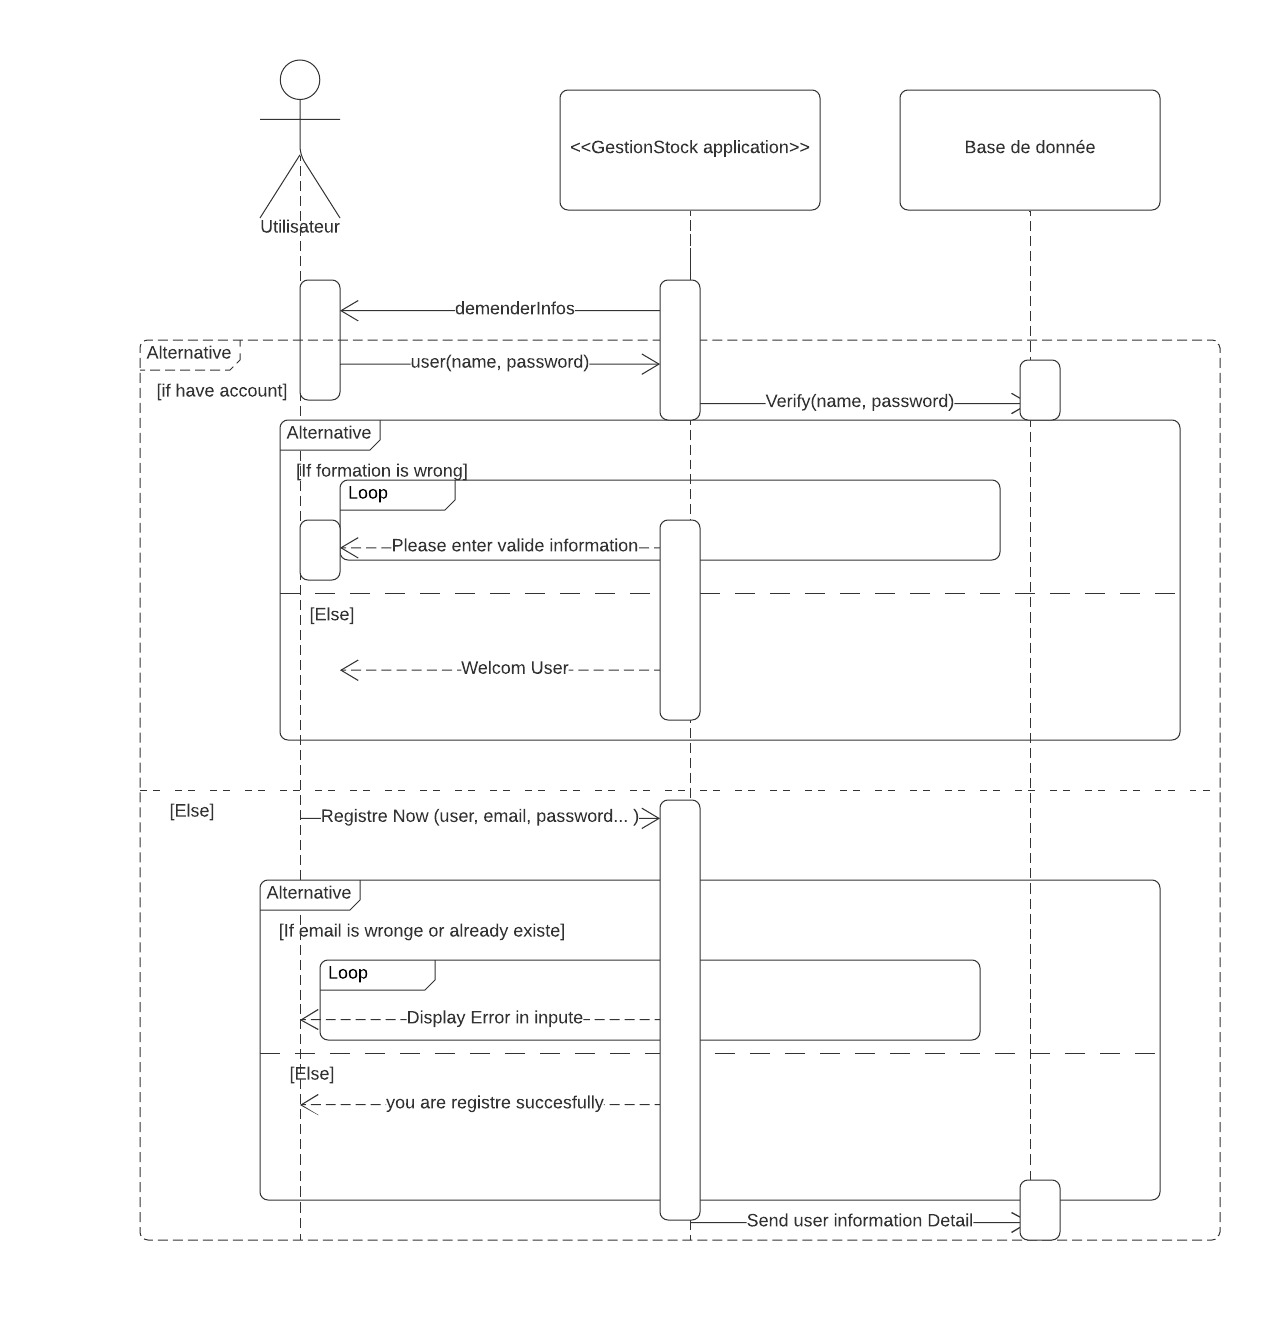 <<GestionStock application>>
Base de donnée
Utilisateur
demenderInfos
Alternative
user(name, password)
[if have account]
Verify(name, password)
Alternative
[If formation is wrong]
Loop
Please enter valide information
[Else]
Welcom User
[Else]
Registre Now (user, email, password... )
Alternative
[If email is wronge or already existe]
Loop
Display Error in inpute
[Else]
you are registre succesfully
Send user information Detail